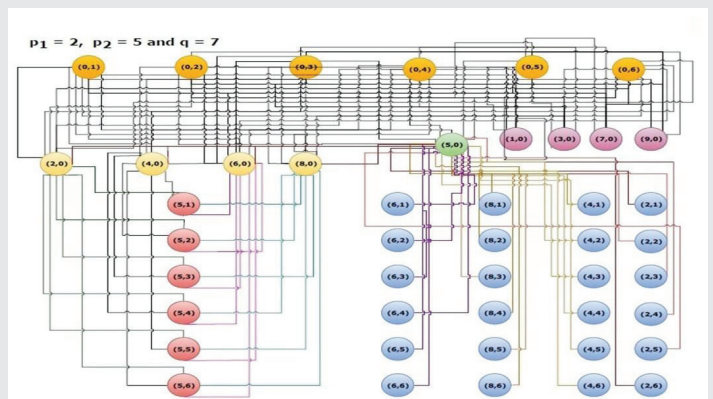 p1 = 2, p2 = 5 and q = 7
(0,1) (0,2) (0,3) (0,4) (0,5) (0,6)
(5,0) (1,0) (3,0) (7,0) (9,0)
(2,0) (4,0) (6,0) (8,0)
(5,1) (6,1) (8,1) (4,1) (2,1)
(5,2) (6,2) (8,2) (4,2) (2,2)
(5,3) (6,3) (8,3) (4,3) (2,3)
(5,4) (6,4) (8,4) (4,4) (2,4)
(5,5) (6,5) (8,5) (4,5) (2,5)
(5,6) (6,6) (8,6) (4,6) (2,6)